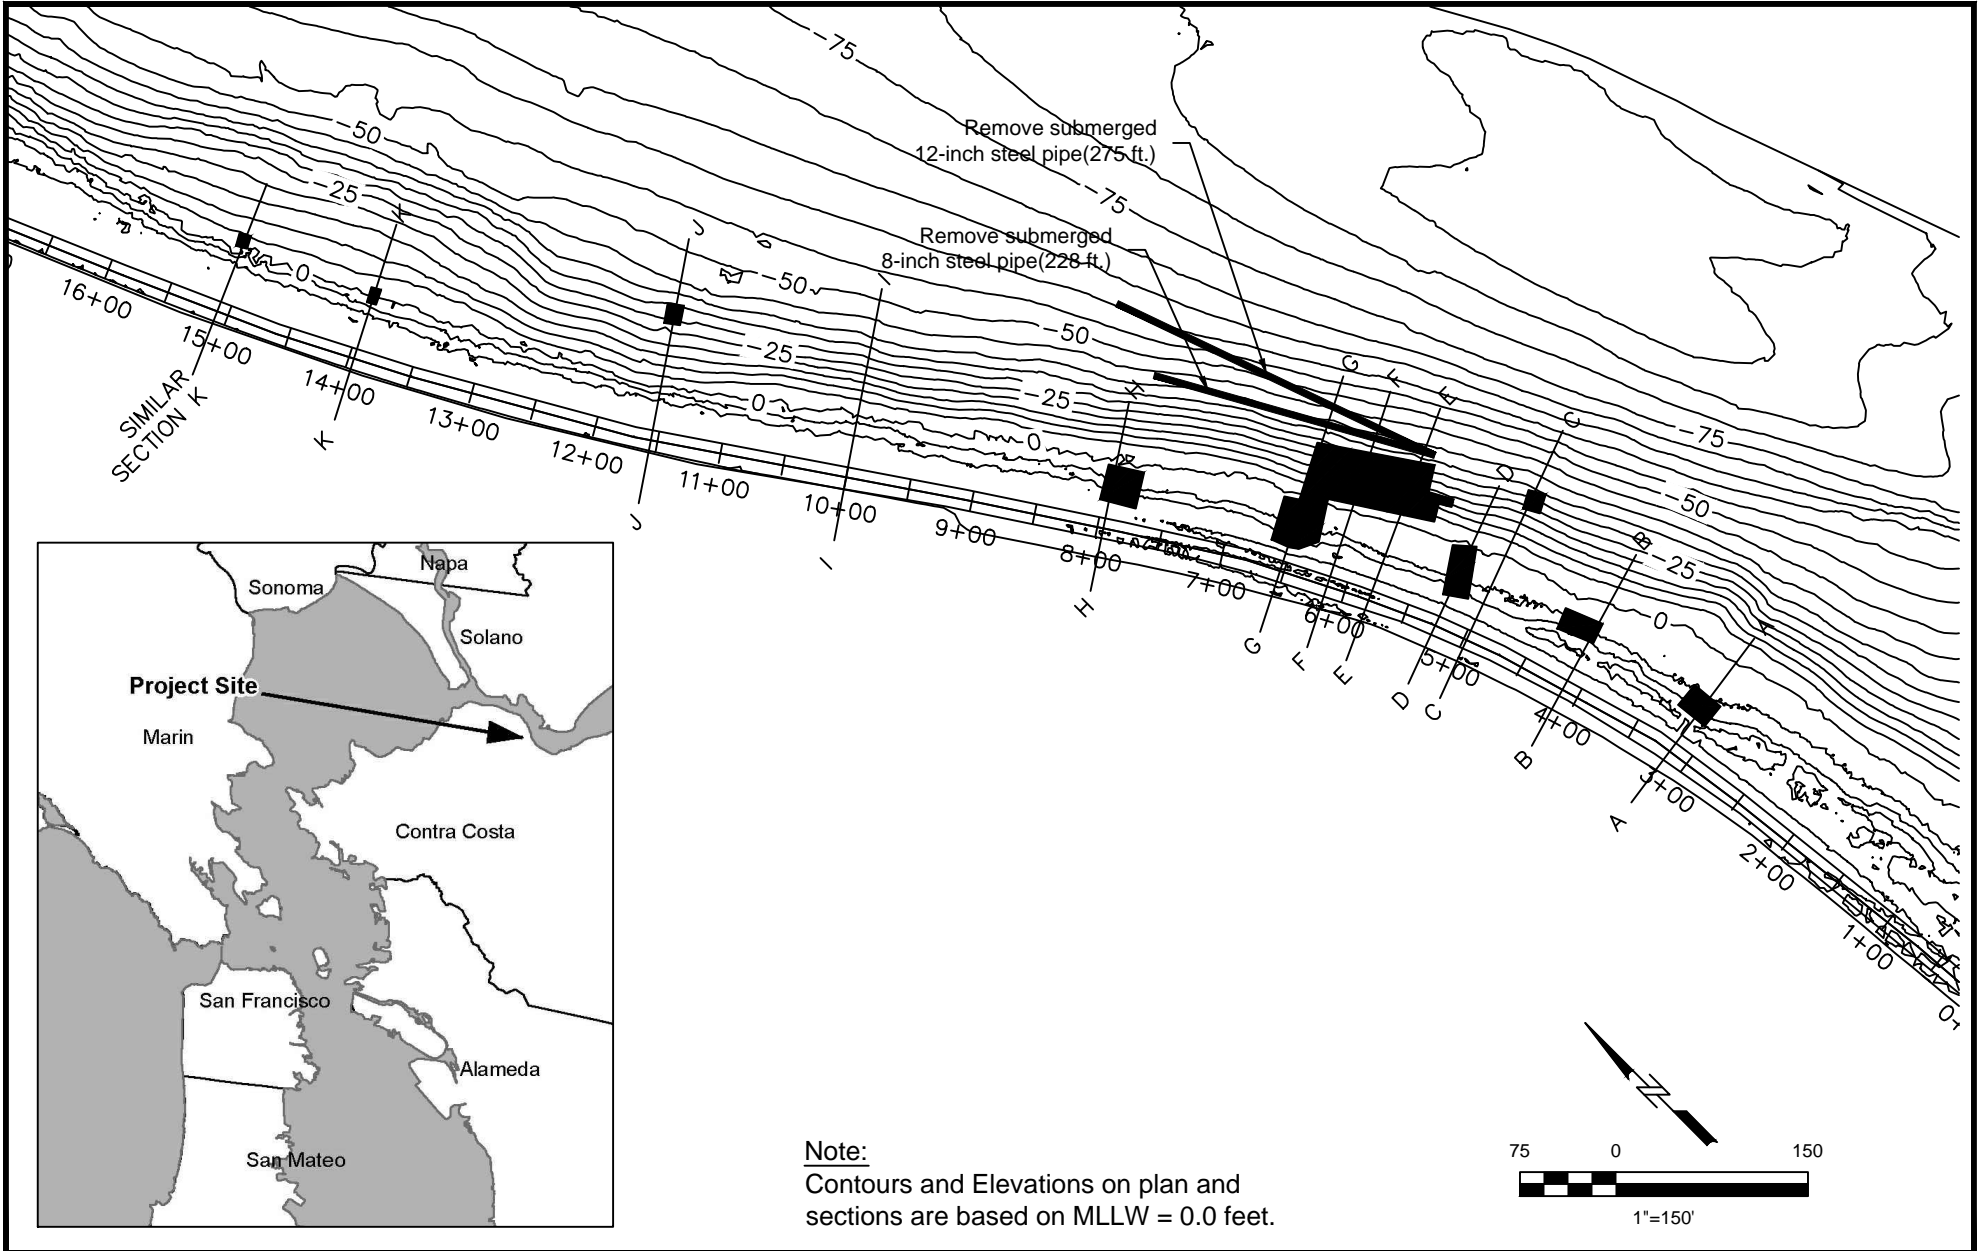 -75
Remove submerged
12-inch steel pipe(275 ft.)
-50
-25
-75
Remove submerged
8-inch steel pipe(228 ft.)
K
J
I
-50
-50
0
-25
-25
0
0
H
G
F
E
D
C
B
A
-75
-50
-25
0
16+00
15+00
14+00
13+00
12+00
11+00
10+00
9+00
8+00
7+00
6+00
5+00
4+00
3+00
2+00
1+00
0+
SIMILAR
SECTION K
K
J
I
H
G
F
E
D
C
B
A
Napa
Sonoma
Solano
Project Site
Marin
Contra Costa
San Francisco
Alameda
San Mateo
Note:
Contours and Elevations on plan and
sections are based on MLLW = 0.0 feet.
N
75 0 150
1"=150'